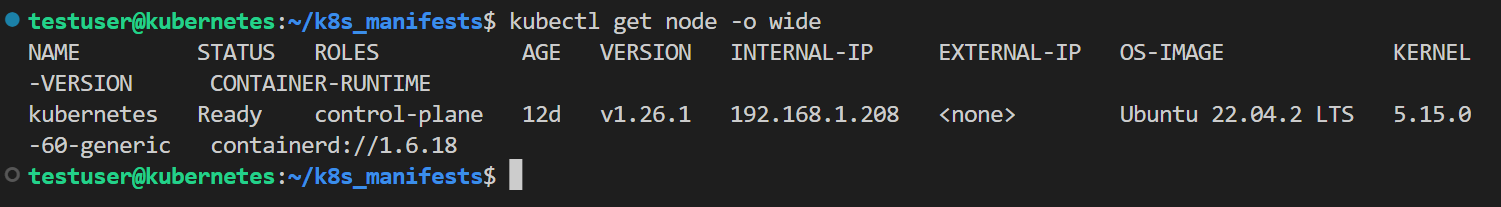 testuser@kubernetes:~/k8s_manifests$ kubectl get node -o wide
NAME         STATUS   ROLES           AGE   VERSION   INTERNAL-IP     EXTERNAL-IP   OS-IMAGE             KERNEL
-VERSION      CONTAINER-RUNTIME
kubernetes   Ready    control-plane   12d   v1.26.1   192.168.1.208   <none>        Ubuntu 22.04.2 LTS   5.15.0
-60-generic   containerd://1.6.18
testuser@kubernetes:~/k8s_manifests$